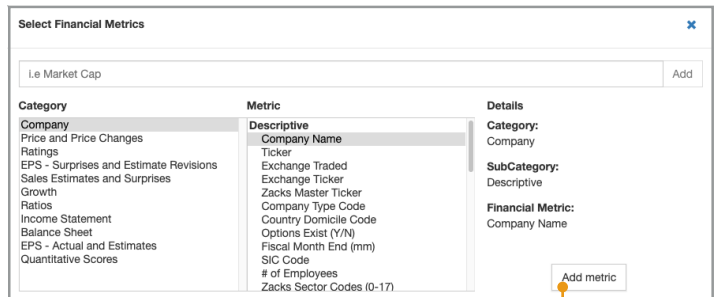 Select Financial Metrics
i.e Market Cap
Add
Category
Company
Price and Price Changes
Ratings
EPS - Surprises and Estimate Revisions
Sales Estimates and Surprises
Growth
Ratios
Income Statement
Balance Sheet
EPS - Actual and Estimates
Quantitative Scores
Metric
Descriptive
Company Name
Ticker
Exchange Traded
Exchange Ticker
Zacks Master Ticker
Company Type Code
Country Domicile Code
Options Exist (Y/N)
Fiscal Month End (mm)
SIC Code
# of Employees
Zacks Sector Codes (0-17)
Details
Category:
Company
SubCategory:
Descriptive
Financial Metric:
Company Name
Add metric